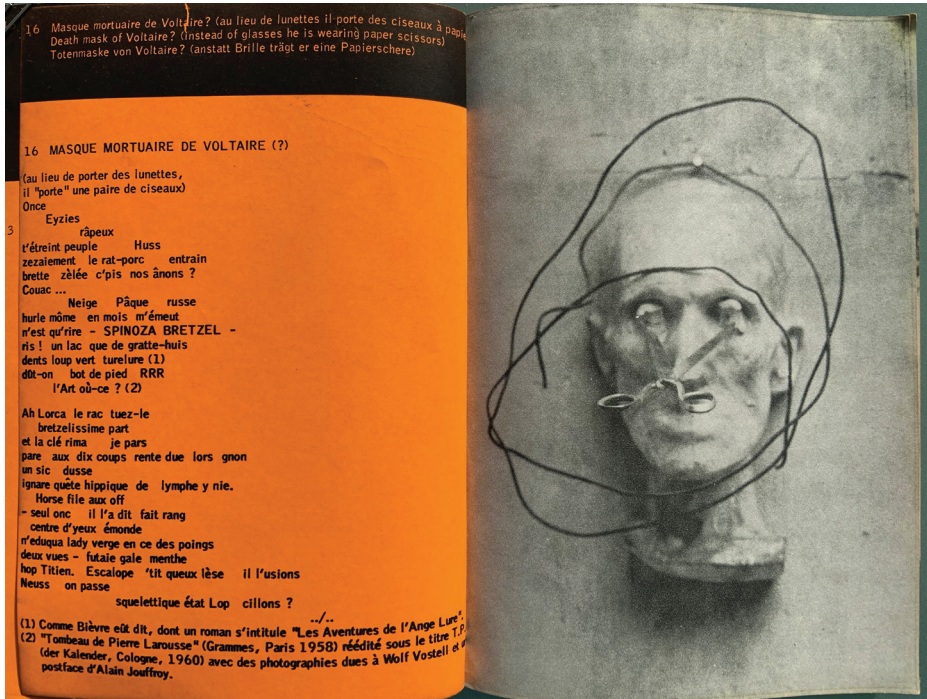 16 Masque mortuaire de Voltaire? (au lieu de lunettes il porte des ciseaux à
Death mask of Voltaire? (instead of glasses he is wearing paper scissors)
Totenmaske von Voltaire? (anstatt Brille trägt er eine Papierschere)
16 MASQUE MORTUAIRE DE VOLTAIRE (?)
(au lieu de porter des lunettes,
il "porte" une paire de ciseaux)
Once
Eyzies
râpeux
3
t'étreint peuple Huss
zezaiement le rat-porc entrain
brette zèlée c'pis nos ânons ?
Couac ...
Neige Pâque russe
hurle môme en mois m'émeut
n'est qu'rire - SPINOZA BRETZEL -
ris ! un lac que de gratte-huis
dents loup vert turelure (1)
dût-on bot de pied RRR
l'Art où-ce ? (2)
Ah Lorca le rac tuez-le
bretzelissime part
et la clé rima je pars
pare aux dix coups rente due lors gnon
un sic dusse
ignare quête hippique de lymphe y nie.
Horse file aux off
- seul onc il l'a dit fait rang
centre d'yeux émonde
n'eduqua lady verge en ce des poings
deux vues - futaie gale menthe
hop Titien. Escalope 'tit queux lèse il l'usions
Neuss on passe
squelettique état Lop cillons ?
../..
(1) Comme Bièvre eût dit, dont un roman s'intitule "Les Aventures de l'Ange Lure".
(2) "Tombeau de Pierre Larousse" (Grammes, Paris 1958) réédité sous le titre T.P.
(der Kalender, Cologne, 1960) avec des photographies dues à Wolf Vostell et
postface d'Alain Jouffroy.